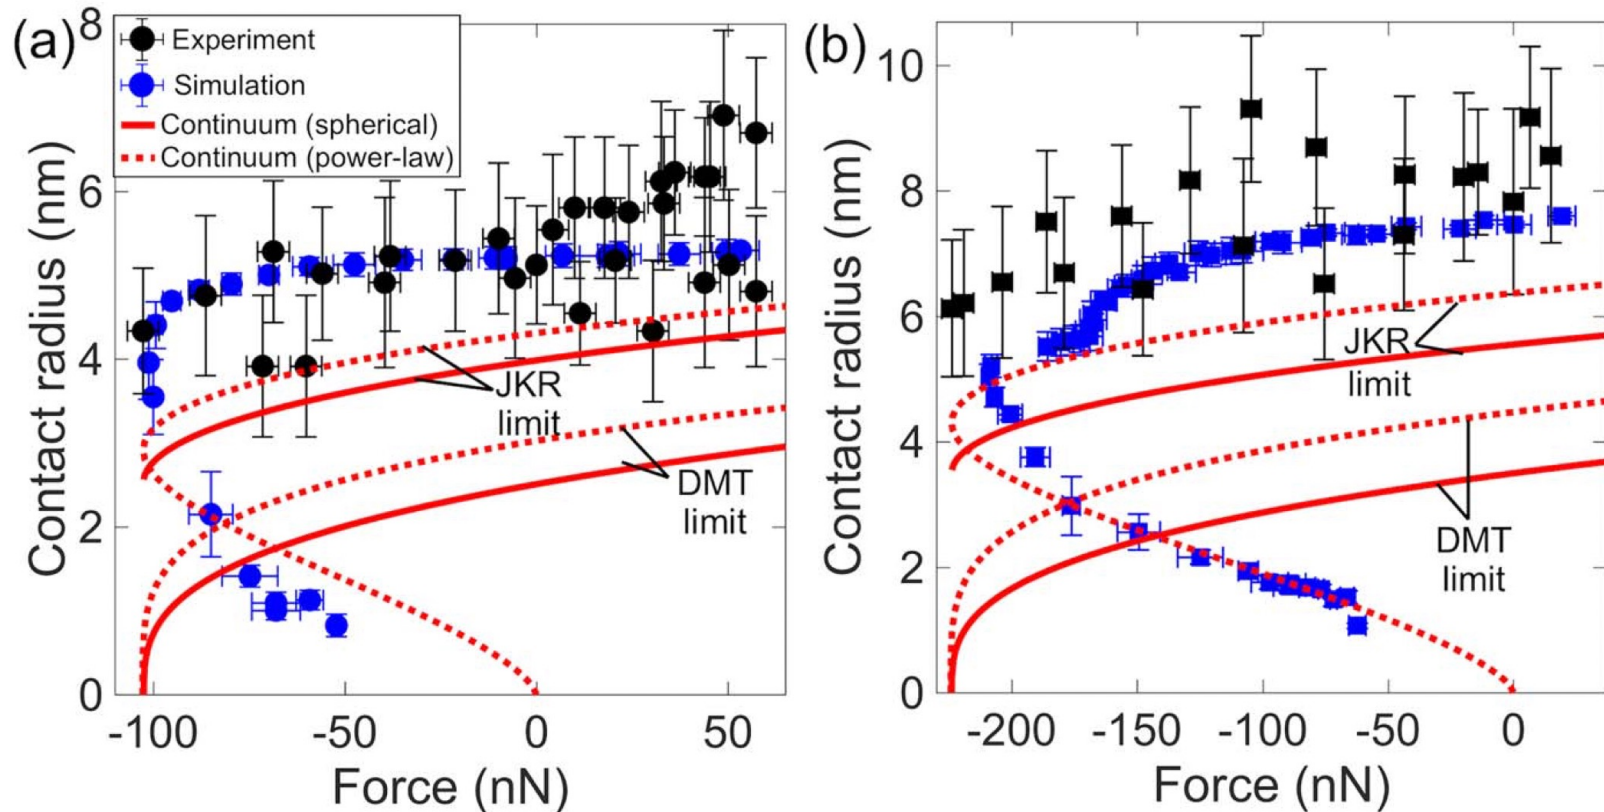 (a)
8
6
4
2
0
Contact radius (nm)
Experiment
Simulation
Continuum (spherical)
Continuum (power-law)
JKR
limit
DMT
limit
-100
-50
0
50
Force (nN)
(b)
10
8
6
4
2
0
Contact radius (nm)
JKR
limit
DMT
limit
-200
-150
-100
-50
0
Force (nN)